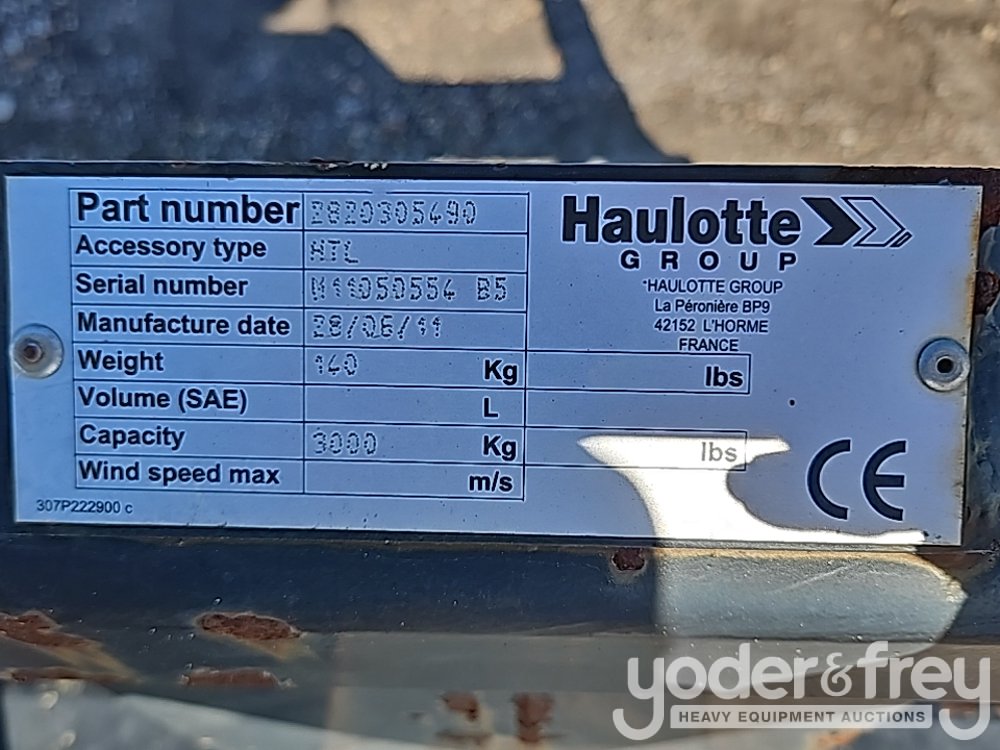 Part number 2820305490
Accessory type HTL
Serial number M11050554 B5
Manufacture date 28/06/11
Weight 140 Kg lbs
Volume (SAE) L
Capacity 3000 Kg lbs
Wind speed max m/s
307P222900 c
Haulotte
GROUP
HAULOTTE GROUP
La Péronière BP9
42152 L'HORME
FRANCE
CE
yoder&frey
HEAVY EQUIPMENT AUCTIONS